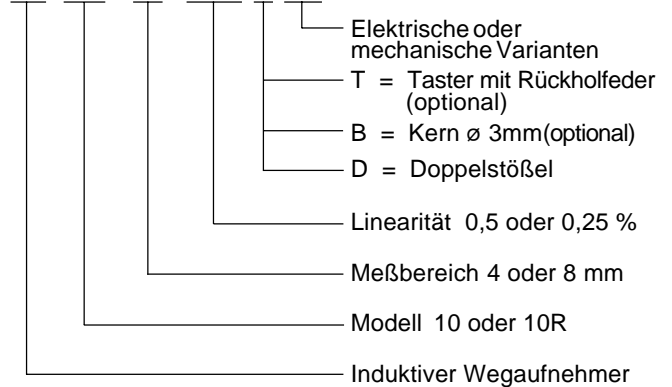 Elektrische oder
mechanische Varianten
T = Taster mit Rückholfeder
(optional)
B = Kern ø 3mm (optional)
D = Doppelstößel
Linearität 0,5 oder 0,25 %
Meßbereich 4 oder 8 mm
Modell 10 oder 10R
Induktiver Wegaufnehmer